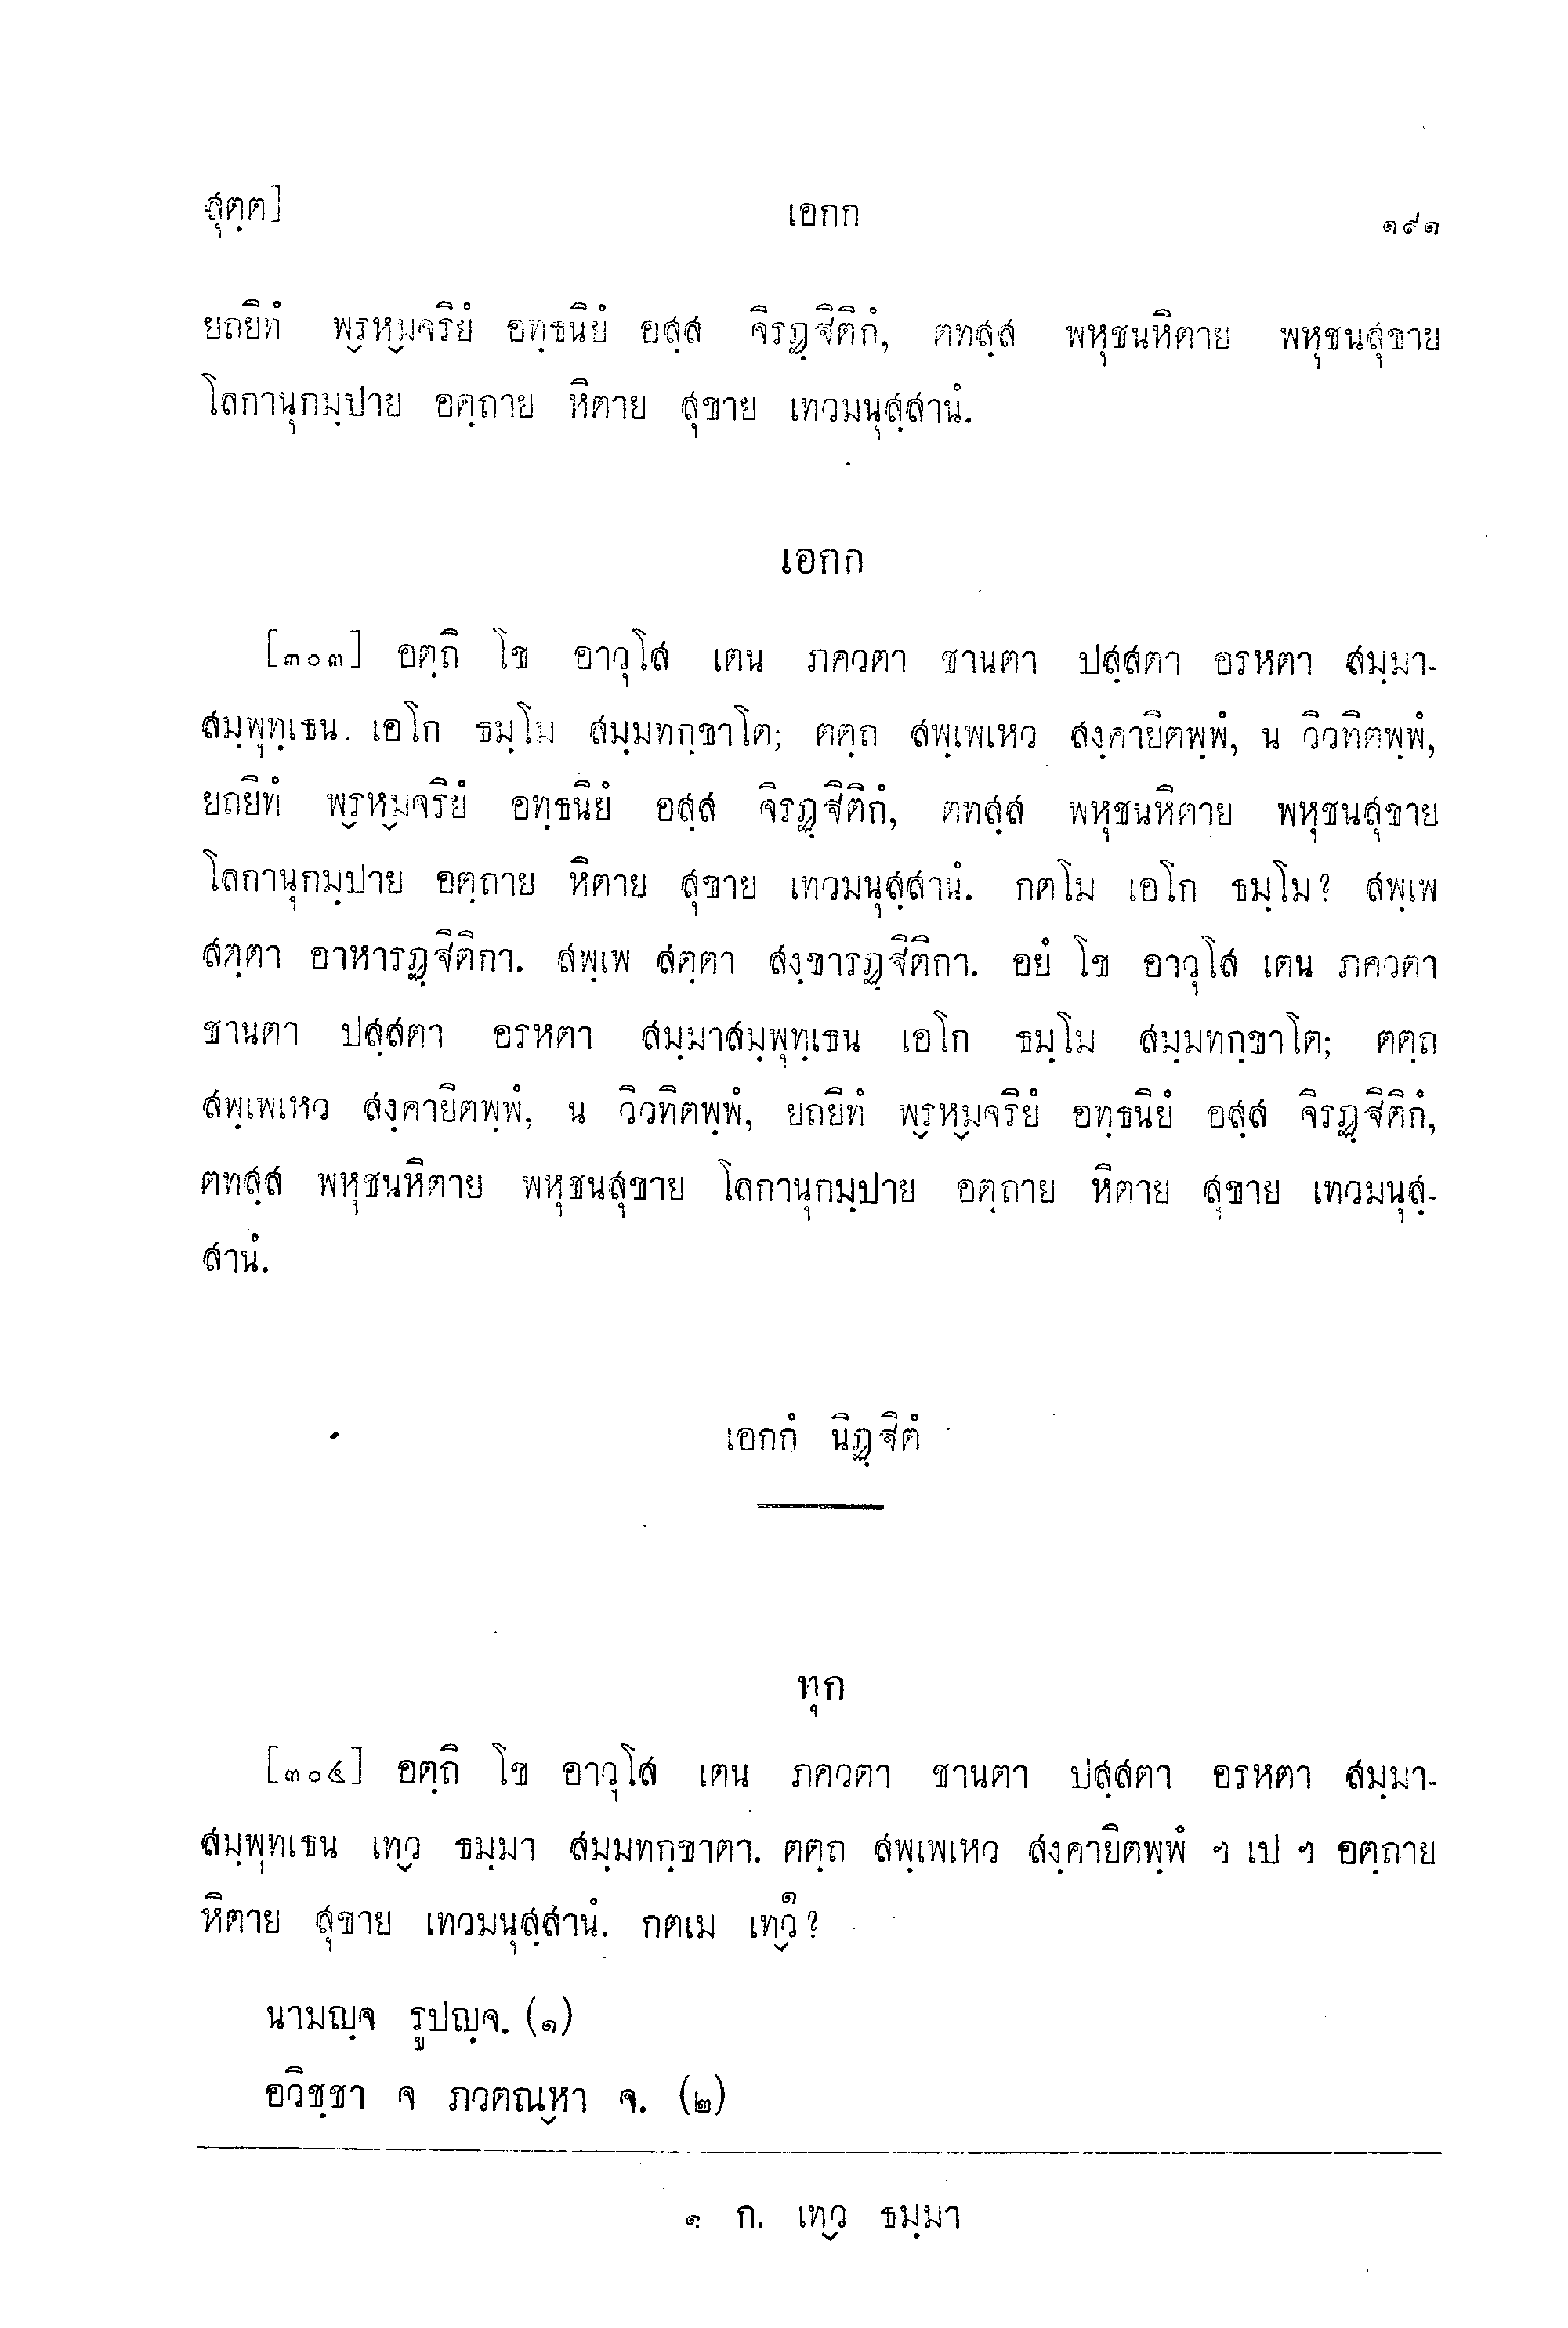 สุตฺต]
เอกก
๑๙๑
ยถยิทํ พฺรหฺมจริยํ อทฺธนิยํ อสฺส จิรฏฺฐิติกํ, ตทสฺส พหุชนหิตาย พหุชนสุขาย
โลกานุกมฺปาย อตฺถาย หิตาย สุขาย เทวมนุสฺสานํ.
เอกก
[๓๐๓] อตฺถิ โข อาวุโส เตน ภควตา ชานตา ปสฺสตา อรหตา สมฺมา-
สมฺพุทฺเธน เอโก ธมฺโม สมฺมทกฺขาโต; ตตฺถ สพฺเพเหว สงฺคายิตพฺพํ, น วิวทิตพฺพํ,
ยถยิทํ พฺรหฺมจริยํ อทฺธนิยํ อสฺส จิรฏฺฐิติกํ, ตทสฺส พหุชนหิตาย พหุชนสุขาย
โลกานุกมฺปาย อตฺถาย หิตาย สุขาย เทวมนุสฺสานํ. กตโม เอโก ธมฺโม? สพฺเพ
สตฺตา อาหารฏฺฐิติกา. สพฺเพ สตฺตา สงฺขารฏฺฐิติกา. อยํ โข อาวุโส เตน ภควตา
ชานตา ปสฺสตา อรหตา สมฺมาสมฺพุทฺเธน เอโก ธมฺโม สมฺมทกฺขาโต; ตตฺถ
สพฺเพเหว สงฺคายิตพฺพํ, น วิวทิตพฺพํ, ยถยิทํ พฺรหฺมจริยํ อทฺธนิยํ อสฺส จิรฏฺฐิติกํ,
ตทสฺส พหุชนหิตาย พหุชนสุขาย โลกานุกมฺปาย อตฺถาย หิตาย สุขาย เทวมนุสฺ-
สานํ.
เอกกํ นิฏฺฐิตํ
ทุก
[๓๐๔] อตฺถิ โข อาวุโส เตน ภควตา ชานตา ปสฺสตา อรหตา สมฺมา-
สมฺพุทเธน เทฺว ธมฺมา สมฺมทกฺขาตา. ตตฺถ สพฺเพเหว สงฺคายิตพฺพํ ฯ เป ฯ อตฺถาย
หิตาย สุขาย เทวมนุสฺสานํ. กตเม เทฺว๑?
นามญฺจ รูปญฺจ. (๑)
อวิชฺชา จ ภวตณฺหา จ. (๒)
๑ ก. เทฺว ธมฺมา